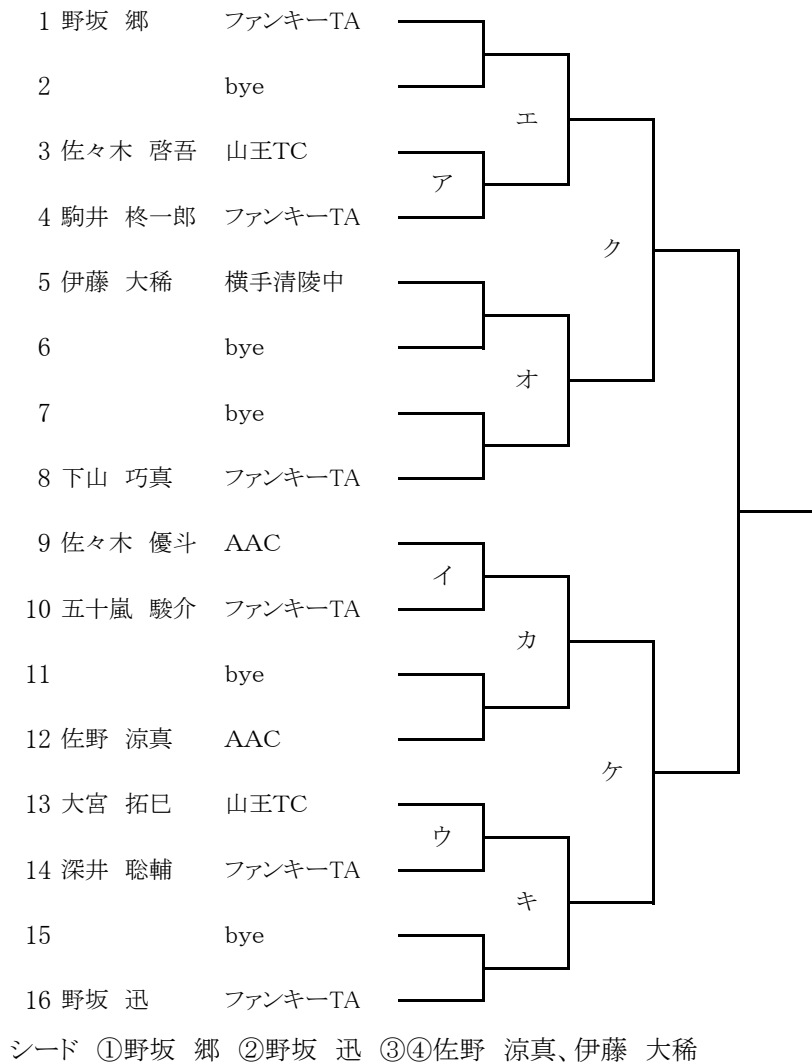 1 野坂 郷 ファンキーTA
2 bye
エ
3 佐々木 啓吾 山王TC
ア
4 駒井 柊一郎 ファンキーTA
ク
5 伊藤 大稀 横手清陵中
6 bye
オ
7 bye
8 下山 巧真 ファンキーTA
9 佐々木 優斗 AAC
イ
10 五十嵐 駿介 ファンキーTA
カ
11 bye
12 佐野 涼真 AAC
ケ
13 大宮 拓巳 山王TC
ウ
14 深井 聡輔 ファンキーTA
キ
15 bye
16 野坂 迅 ファンキーTA
シード ①野坂 郷 ②野坂 迅 ③④佐野 涼真、伊藤 大稀